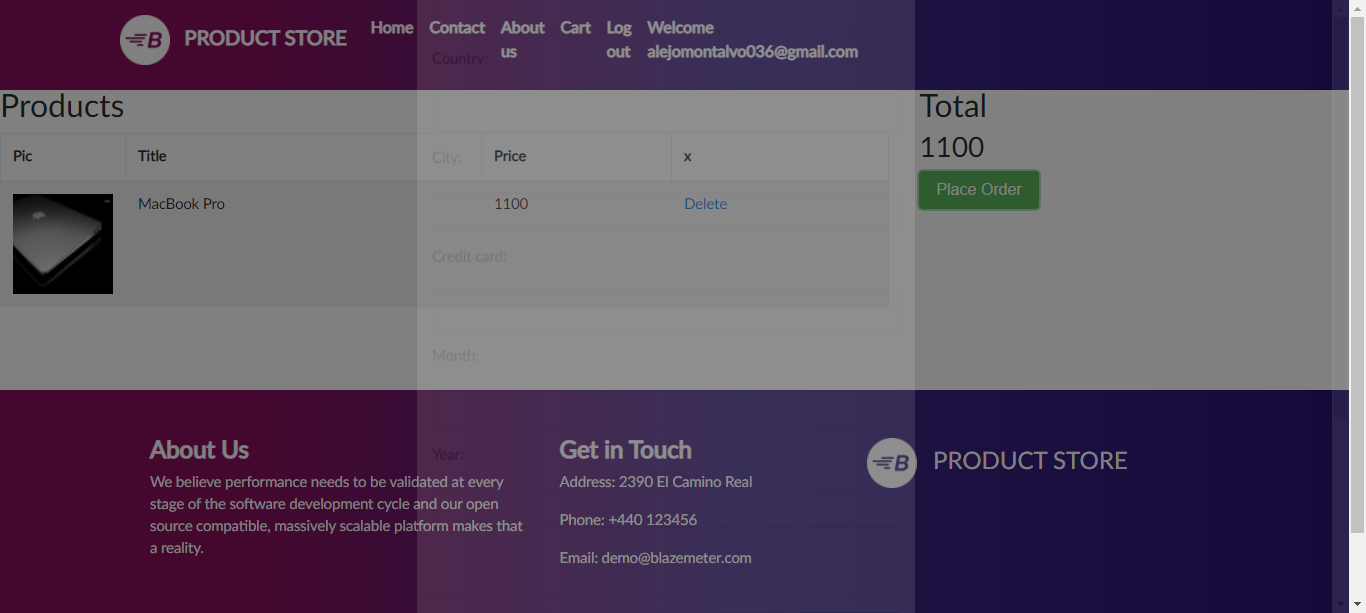 PRODUCT STORE
Home
Contact
About
us
Cart
Log
out
Welcome
alejomontalvo036@gmail.com
Country:
Products
Total
Pic
Title
City:
Price
x
1100
Place Order
MacBook Pro
1100
Delete
Credit card:
Month:
About Us
We believe performance needs to be validated at every
stage of the software development cycle and our open
source compatible, massively scalable platform makes that
a reality.
Year:
Get in Touch
Address: 2390 El Camino Real
Phone: +440 123456
Email: demo@blazemeter.com
B
PRODUCT STORE